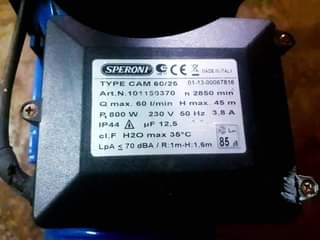 SPERONI CE MADE IN ITALY
TYPE CAM 60/25 01-13-00067816
Art.N.101150370 n 2850 min
Q max. 60 l/min H max. 45 m
P₁ 800 W 230 V 50 Hz 3,8 A
IP44 µF 12,5
cl.F H2O max 35°C
LpA ≤ 70 dBA / R:1m-H:1,6m
85